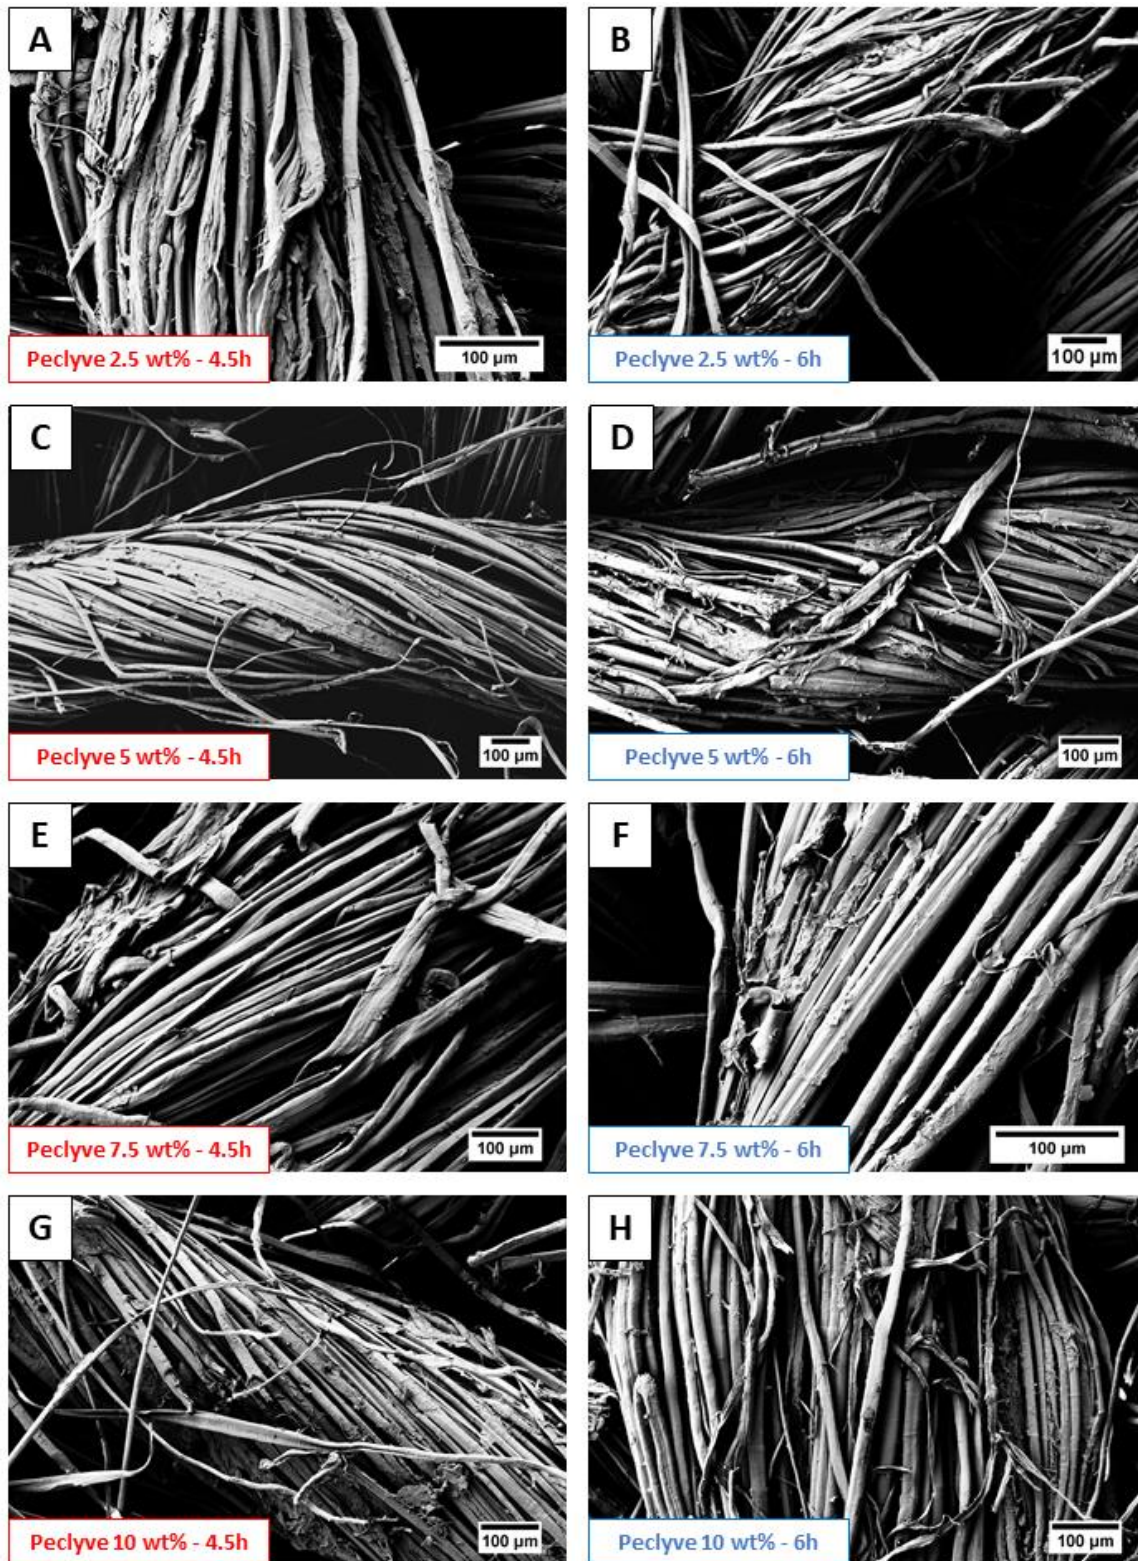 A
Peclyve 2.5 wt% - 4.5h
100 µm
B
Peclyve 2.5 wt% - 6h
100 µm
C
Peclyve 5 wt% - 4.5h
100 µm
D
Peclyve 5 wt% - 6h
100 µm
E
Peclyve 7.5 wt% - 4.5h
100 µm
F
Peclyve 7.5 wt% - 6h
100 µm
G
Peclyve 10 wt% - 4.5h
100 µm
H
Peclyve 10 wt% - 6h
100 µm